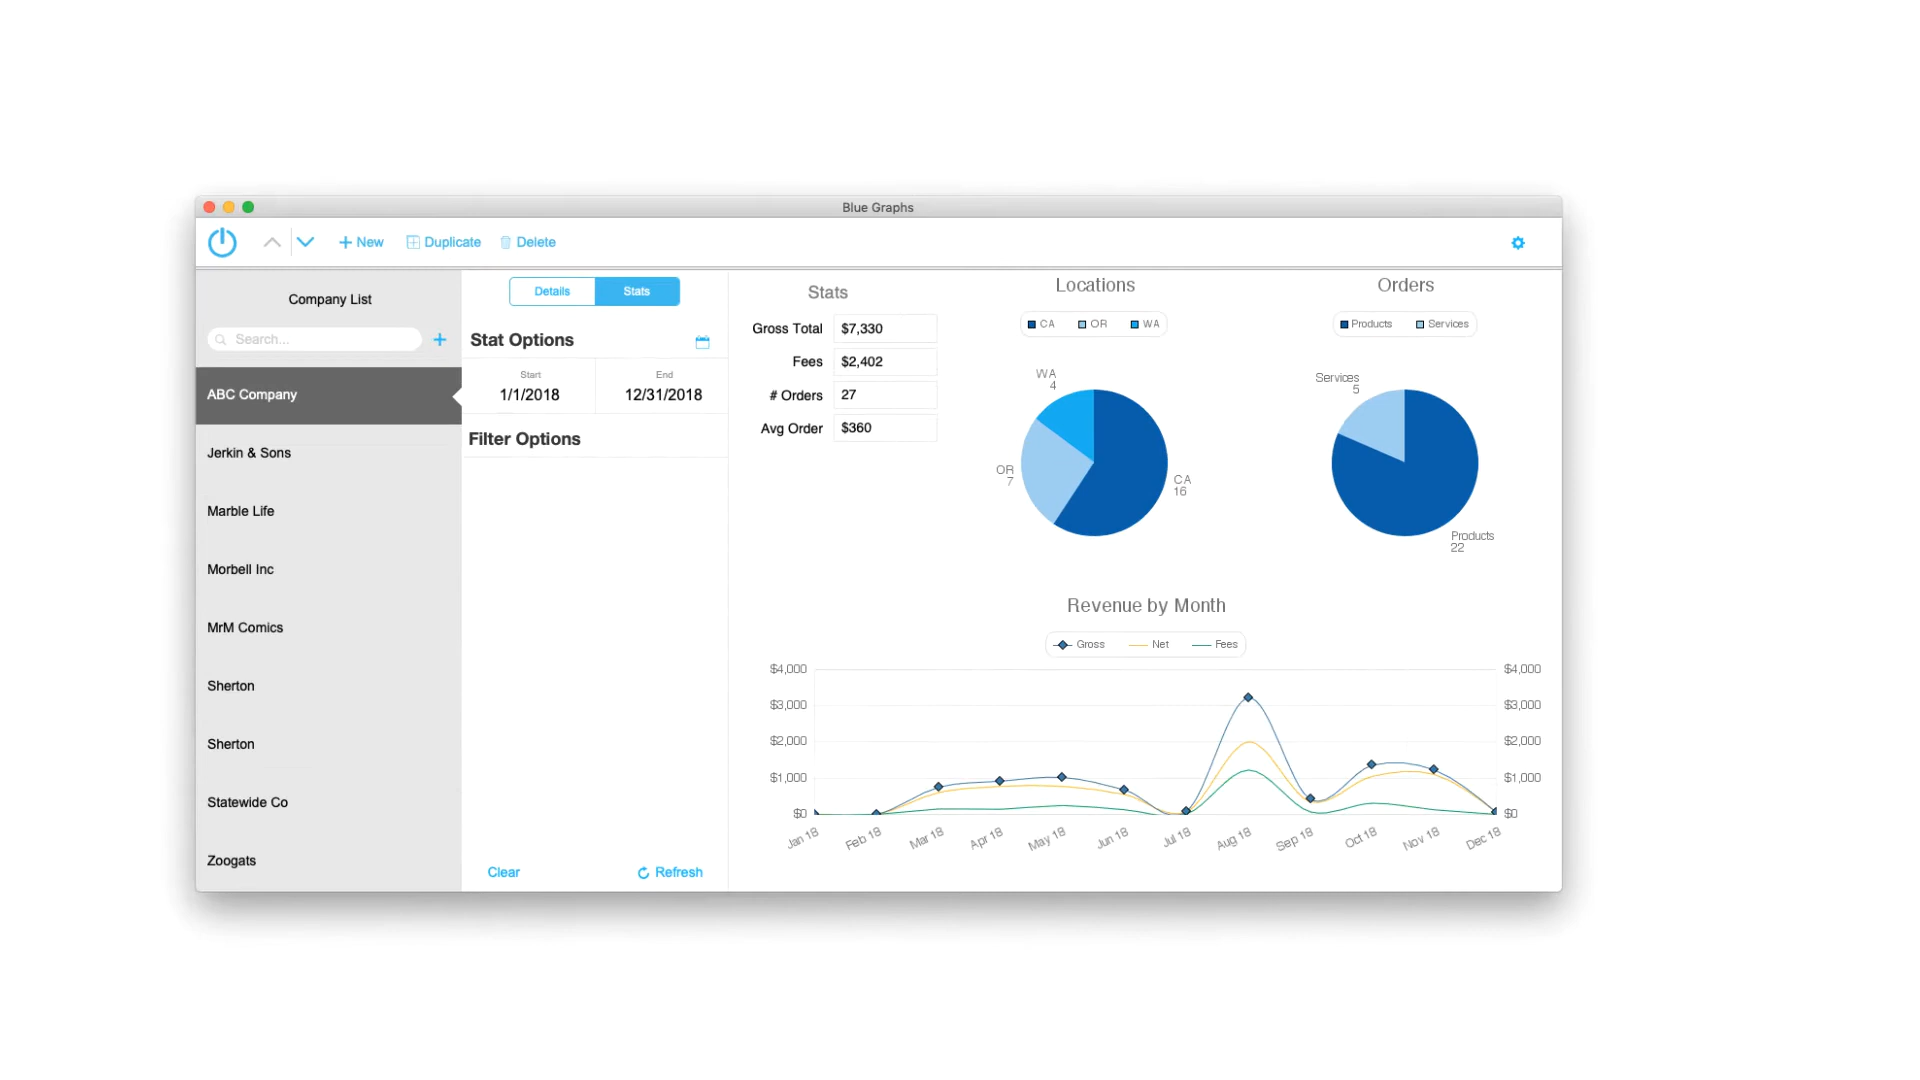 Blue Graphs
New Duplicate Delete
Company List
Search...
ABC Company
Jerkin & Sons
Marble Life
Morbell Inc
MrM Comics
Sherton
Sherton
Statewide Co
Zoogats
Details Stats
Stat Options
Start End
1/1/2018 12/31/2018
Filter Options
Clear Refresh
Stats
Gross Total $7,330
Fees $2,402
# Orders 27
Avg Order $360
Locations
CA OR WA
WA
4
OR
7
CA
16
Orders
Products Services
Services
5
Products
22
Revenue by Month
Gross Net Fees
$4,000 $4,000
$3,000 $3,000
$2,000 $2,000
$1,000 $1,000
$0 $0
Jan 18 Feb 18 Mar 18 Apr 18 May 18 Jun 18 Jul 18 Aug 18 Sep 18 Oct 18 Nov 18 Dec 18